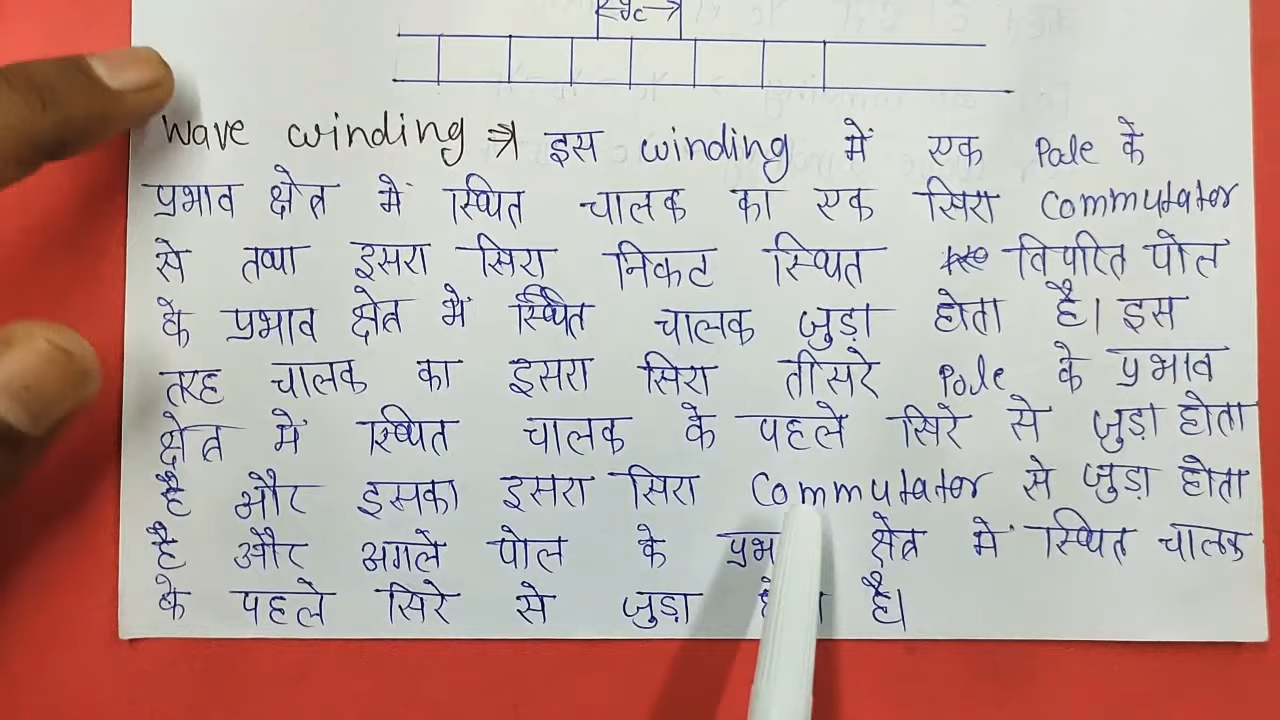 Yc
Wave winding ⇒ इस winding में एक Pole के
प्रभाव क्षेत्र में स्थित चालक का एक सिरा Commutator
से तथा दूसरा सिरा निकट स्थित विपरित पोल
के प्रभाव क्षेत्र में स्थित चालक जुड़ा होता है। इस
तरह चालक का दूसरा सिरा तीसरे Pole के प्रभाव
क्षेत्र में स्थित चालक के पहले सिरे से जुड़ा होता
है और इसका दूसरा सिरा Commutator से जुड़ा होता
है और अगले पोल के क्षेत्र में स्थित चालक
के पहले सिरे से जुड़ा है।